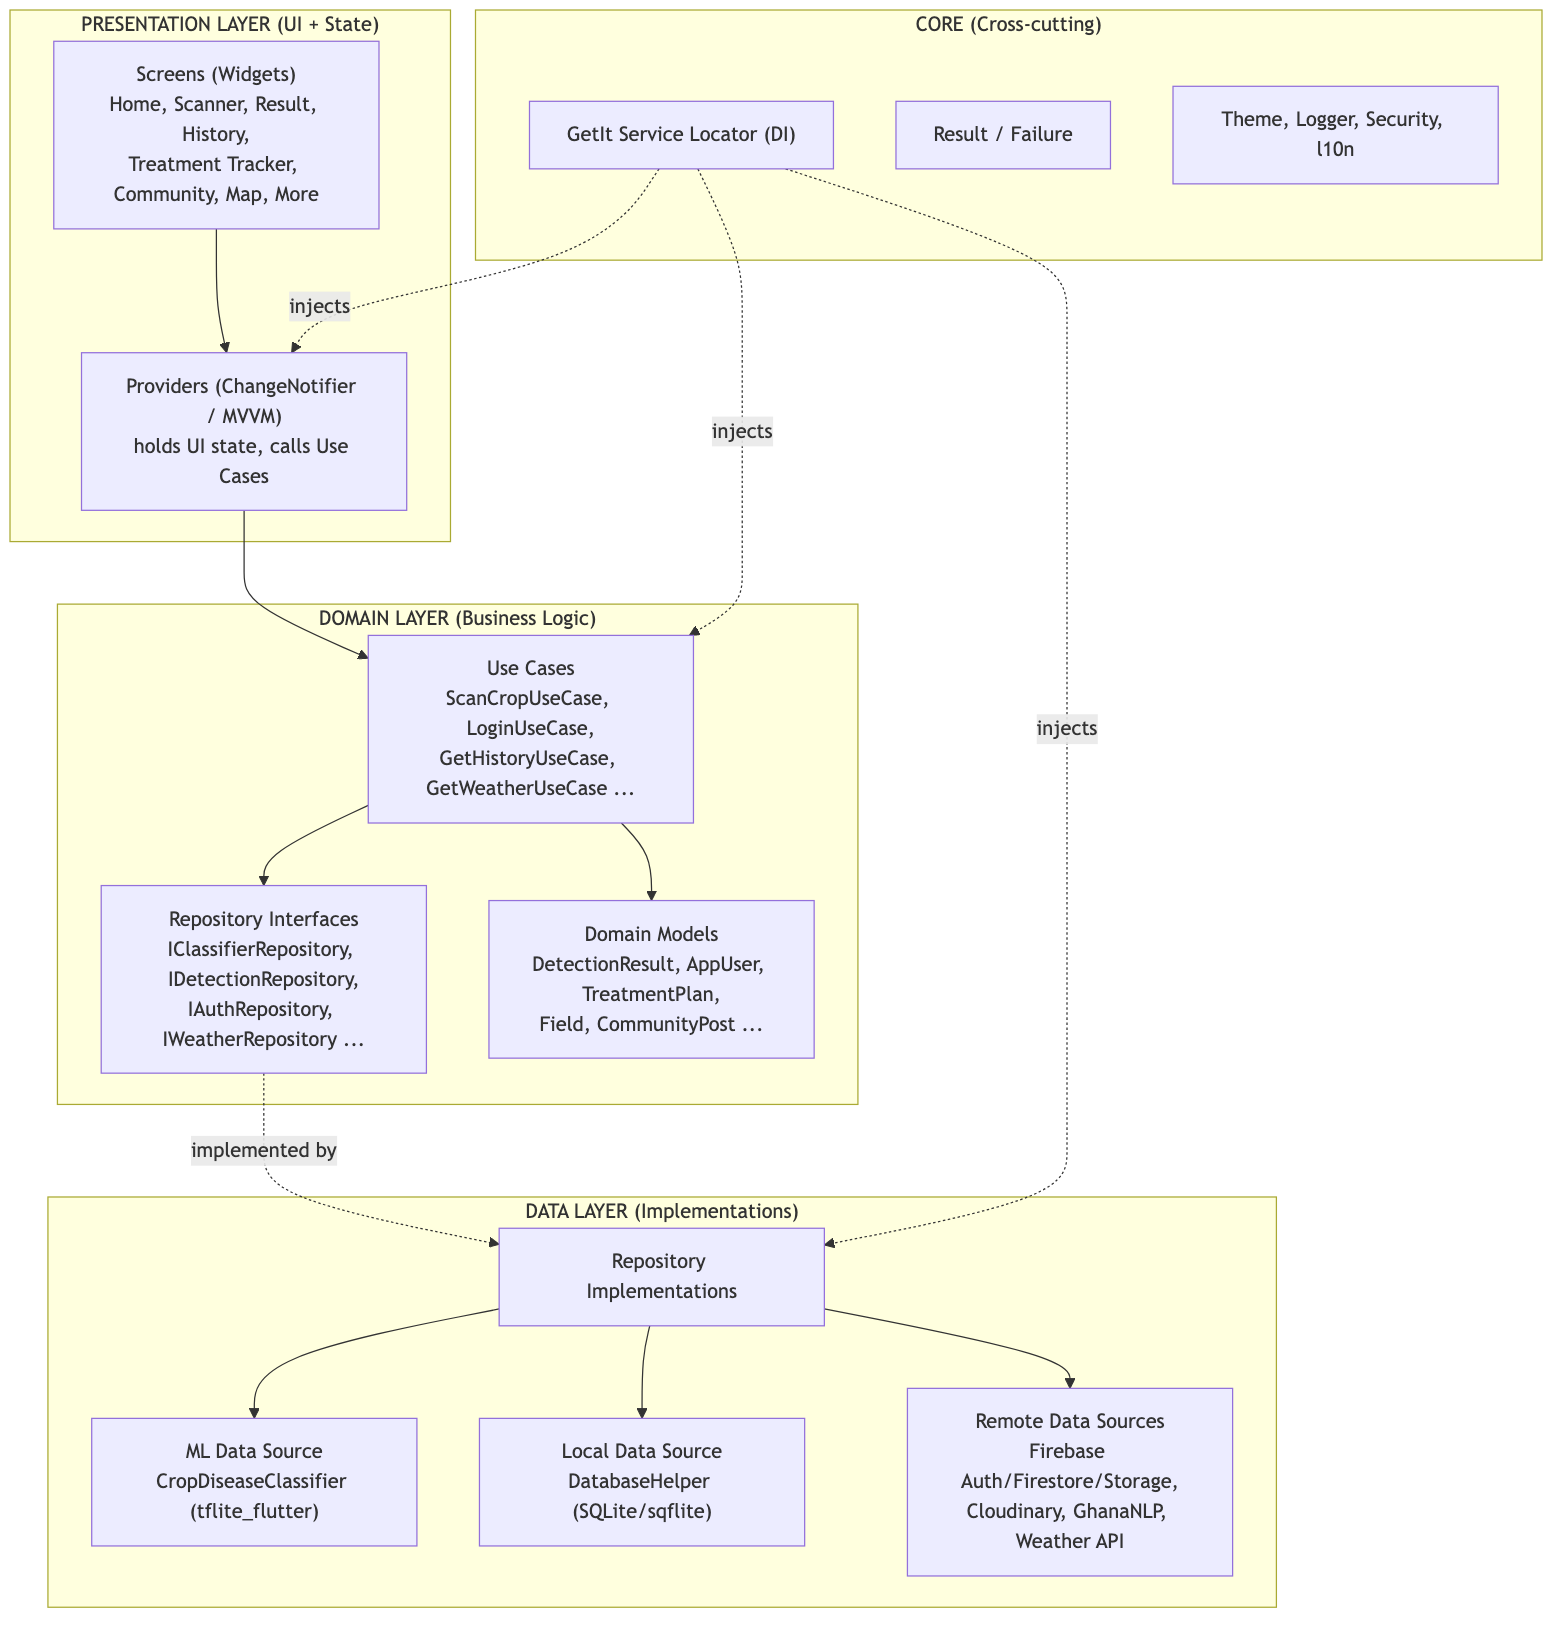 PRESENTATION LAYER (UI + State)
Screens (Widgets)
Home, Scanner, Result,
History,
Treatment Tracker,
Community, Map, More
CORE (Cross-cutting)
GetIt Service Locator (DI)
Result / Failure
Theme, Logger, Security,
l10n
injects
Providers (ChangeNotifier
/ MVVM)
holds UI state, calls Use
Cases
injects
DOMAIN LAYER (Business Logic)
Use Cases
ScanCropUseCase,
LoginUseCase,
GetHistoryUseCase,
GetWeatherUseCase ...
injects
Repository Interfaces
IClassifierRepository,
IDetectionRepository,
IAuthRepository,
IWeatherRepository ...
Domain Models
DetectionResult, AppUser,
TreatmentPlan,
Field, CommunityPost ...
implemented by
DATA LAYER (Implementations)
Repository
Implementations
ML Data Source
CropDiseaseClassifier
(tflite_flutter)
Local Data Source
DatabaseHelper
(SQLite/sqflite)
Remote Data Sources
Firebase
Auth/Firestore/Storage,
Cloudinary, GhanaNLP,
Weather API